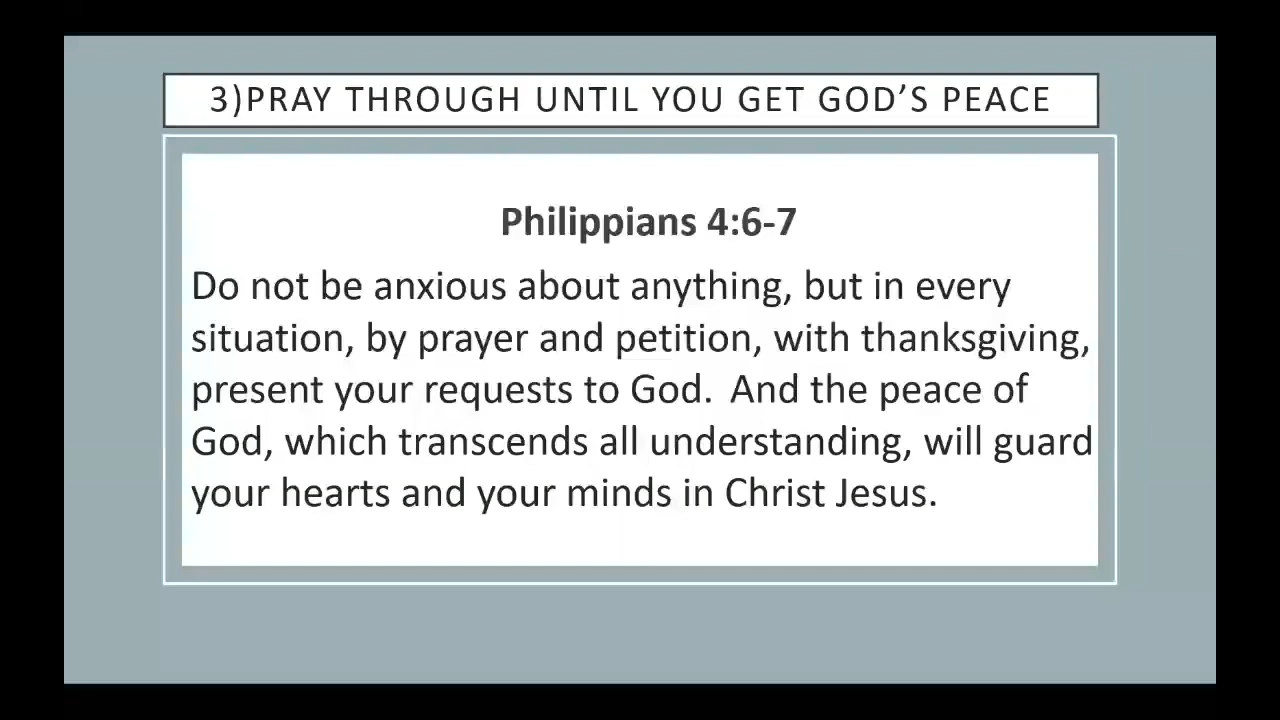 3)PRAY THROUGH UNTIL YOU GET GOD’S PEACE
Philippians 4:6-7
Do not be anxious about anything, but in every
situation, by prayer and petition, with thanksgiving,
present your requests to God.  And the peace of
God, which transcends all understanding, will guard
your hearts and your minds in Christ Jesus.